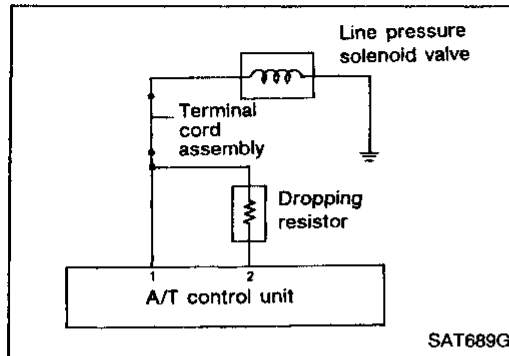 Line pressure
solenoid valve
Terminal
cord
assembly
Dropping
resistor
1 2
A/T control unit
SAT689G